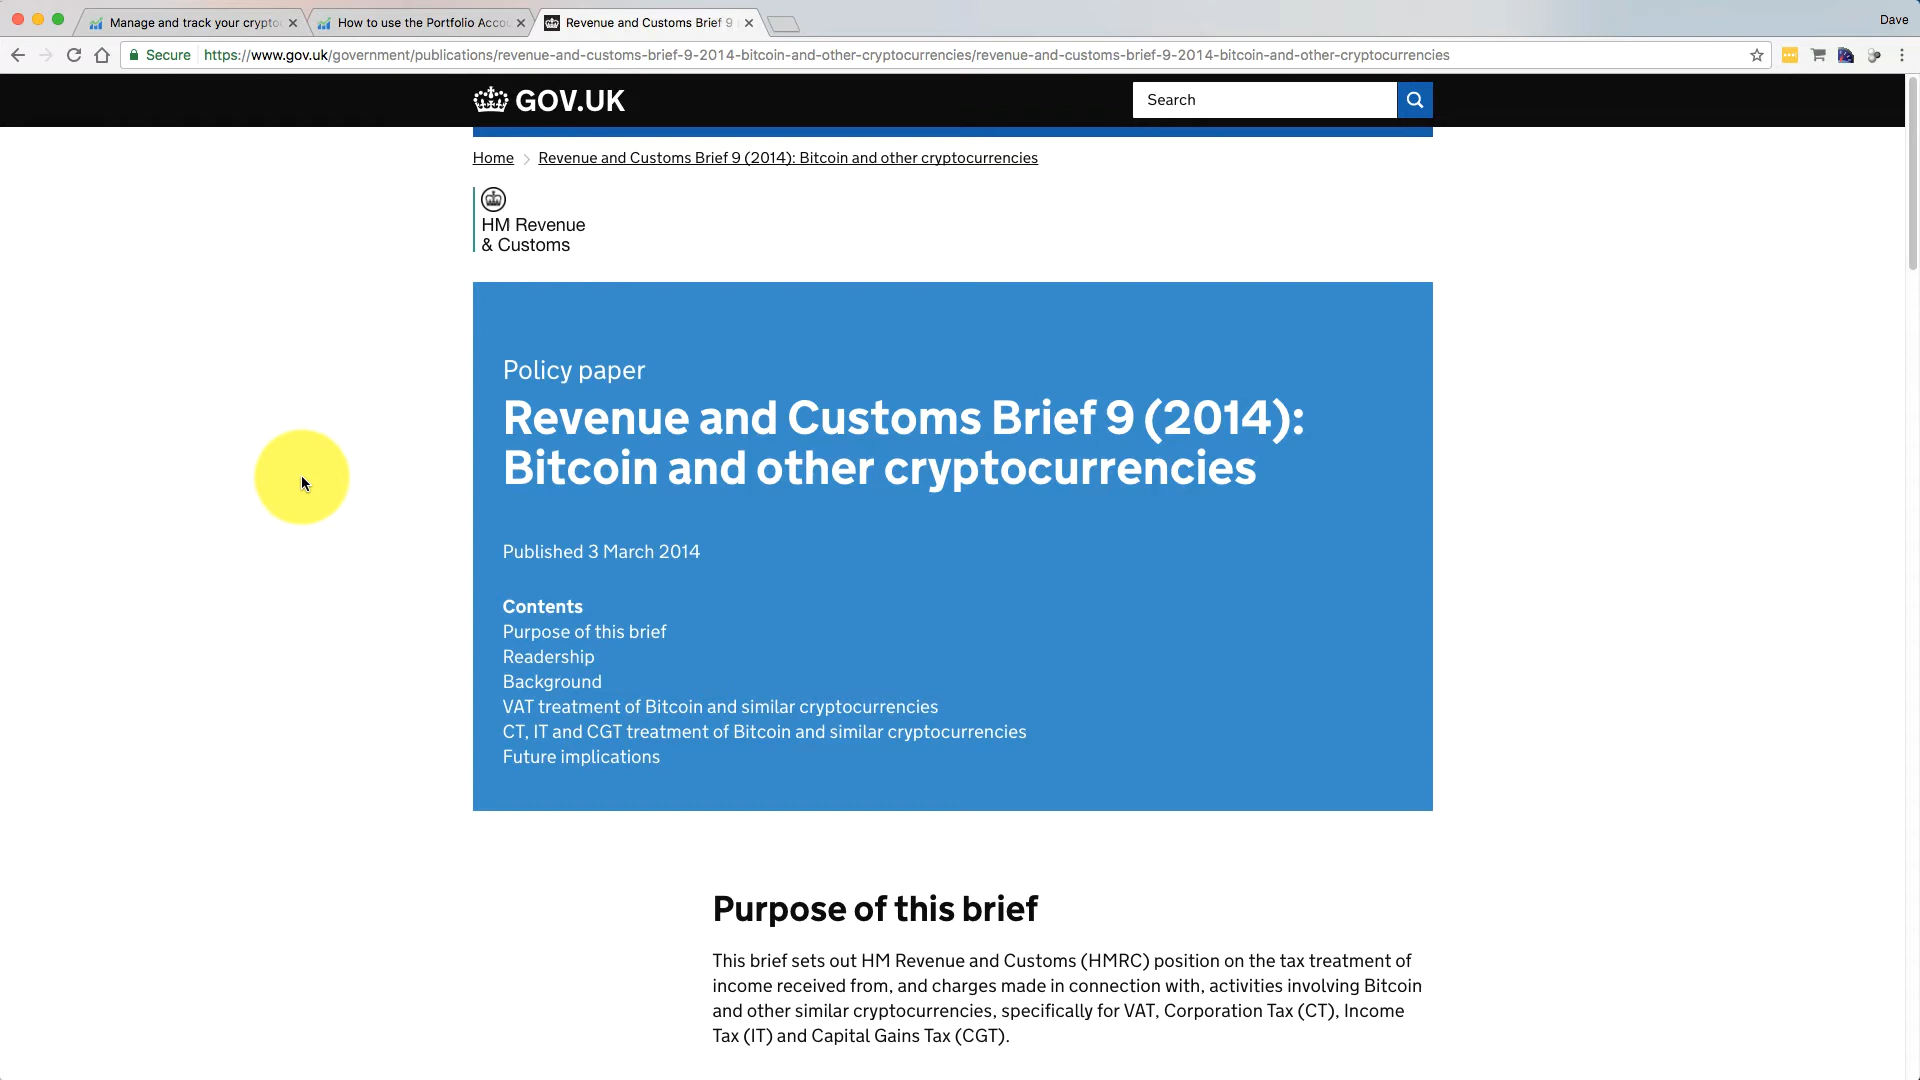 Manage and track your crypto
How to use the Portfolio Acco
Revenue and Customs Brief 9
Dave
Secure
https://www.gov.uk/government/publications/revenue-and-customs-brief-9-2014-bitcoin-and-other-cryptocurrencies/revenue-and-customs-brief-9-2014-bitcoin-and-other-cryptocurrencies
GOV.UK
Search
Home
Revenue and Customs Brief 9 (2014): Bitcoin and other cryptocurrencies
HM Revenue
& Customs
Policy paper
Revenue and Customs Brief 9 (2014):
Bitcoin and other cryptocurrencies
Published 3 March 2014
Contents
Purpose of this brief
Readership
Background
VAT treatment of Bitcoin and similar cryptocurrencies
CT, IT and CGT treatment of Bitcoin and similar cryptocurrencies
Future implications
Purpose of this brief
This brief sets out HM Revenue and Customs (HMRC) position on the tax treatment of
income received from, and charges made in connection with, activities involving Bitcoin
and other similar cryptocurrencies, specifically for VAT, Corporation Tax (CT), Income
Tax (IT) and Capital Gains Tax (CGT).